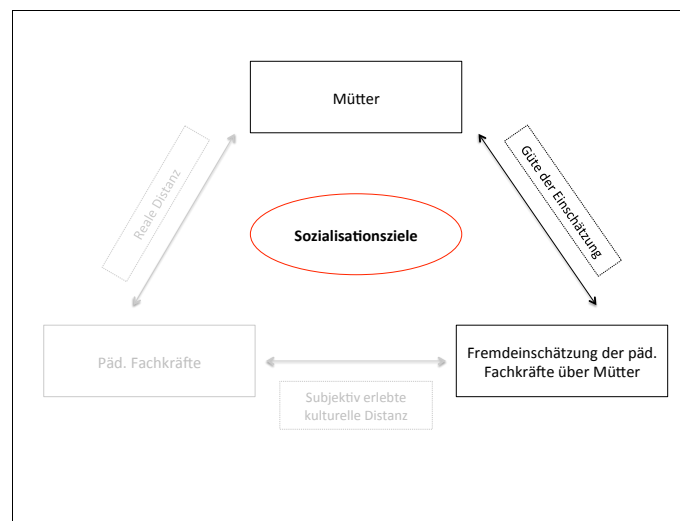 Mütter
Reale Distanz
Güte der Einschätzung
Sozialisationsziele
Päd. Fachkräfte
Fremdeinschätzung der päd.
Fachkräfte über Mütter
Subjektiv erlebte
kulturelle Distanz